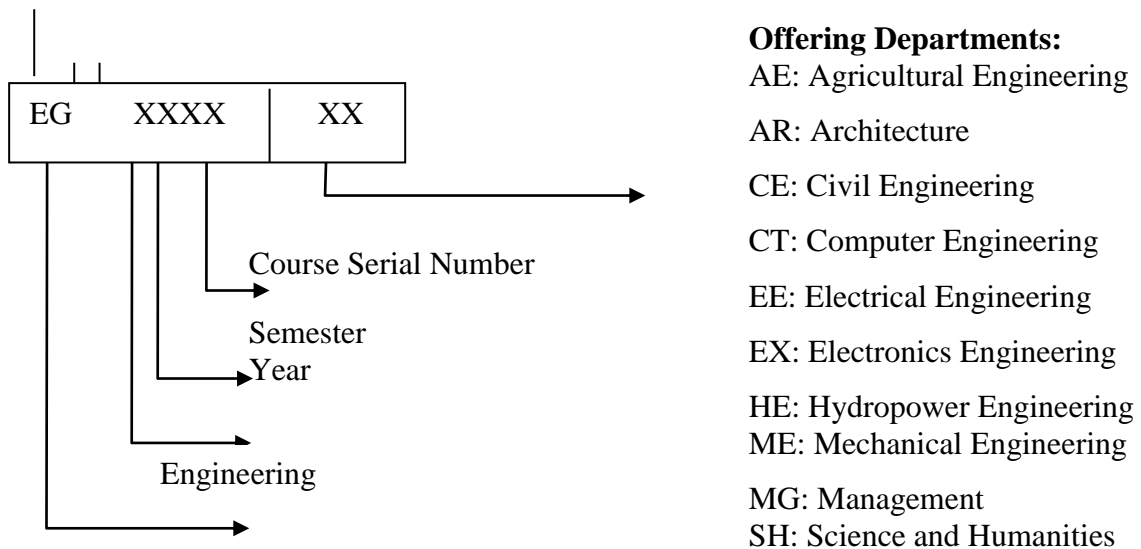 EG XXXX XX
Course Serial Number
Semester
Year
Engineering
Offering Departments:
AE: Agricultural Engineering
AR: Architecture
CE: Civil Engineering
CT: Computer Engineering
EE: Electrical Engineering
EX: Electronics Engineering
HE: Hydropower Engineering
ME: Mechanical Engineering
MG: Management
SH: Science and Humanities